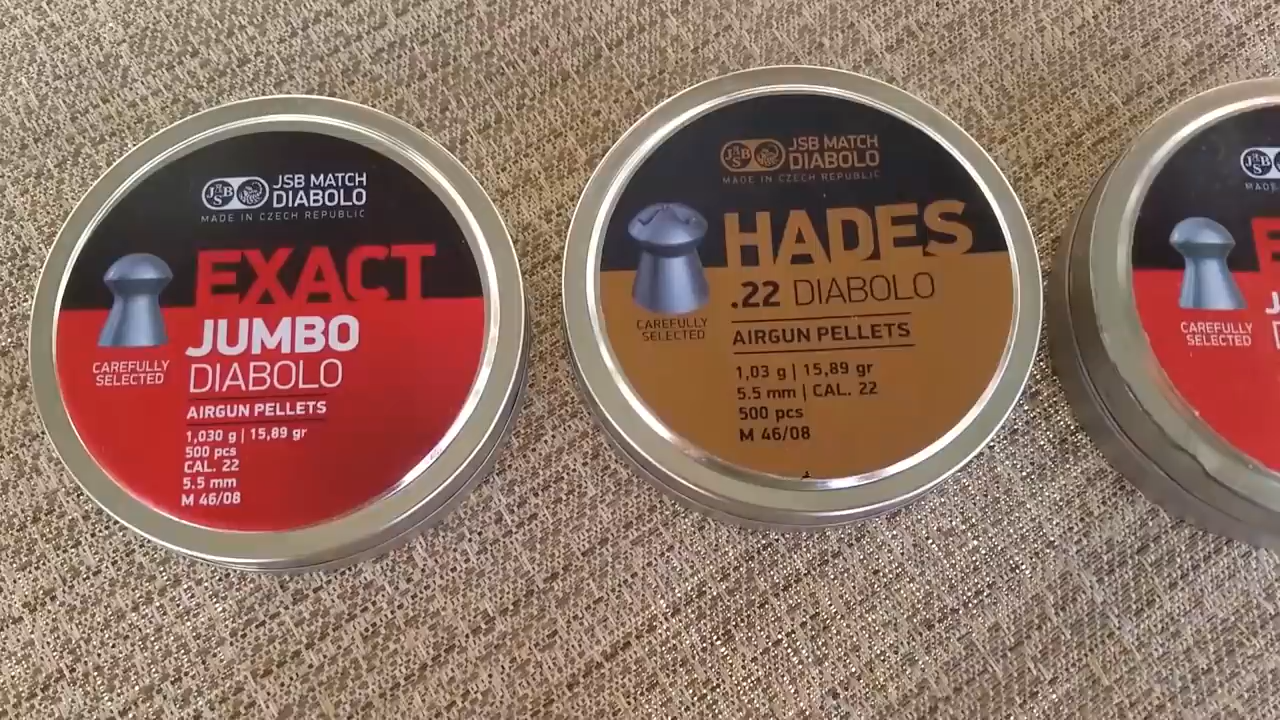 JSB
JSB MATCH
DIABOLO
MADE IN CZECH REPUBLIC
EXACT
JUMBO
DIABOLO
CAREFULLY
SELECTED
AIRGUN PELLETS
1,030 g | 15,89 gr
500 pcs
CAL. 22
5.5 mm
M 46/08
JSB
JSB MATCH
DIABOLO
MADE IN CZECH REPUBLIC
HADES
.22 DIABOLO
CAREFULLY
SELECTED
AIRGUN PELLETS
1,03 g | 15,89 gr
5.5 mm | CAL. 22
500 pcs
M 46/08
JSB
CAREFULLY
SELECTED